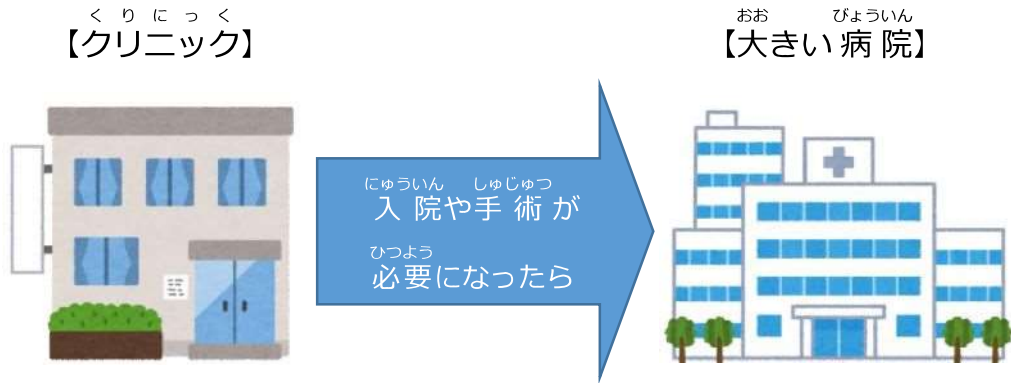 くりにっく
【クリニック】
おお びょういん
【大きい病院】
にゅういん しゅじゅつ
入院や手術が
ひつよう
必要になったら